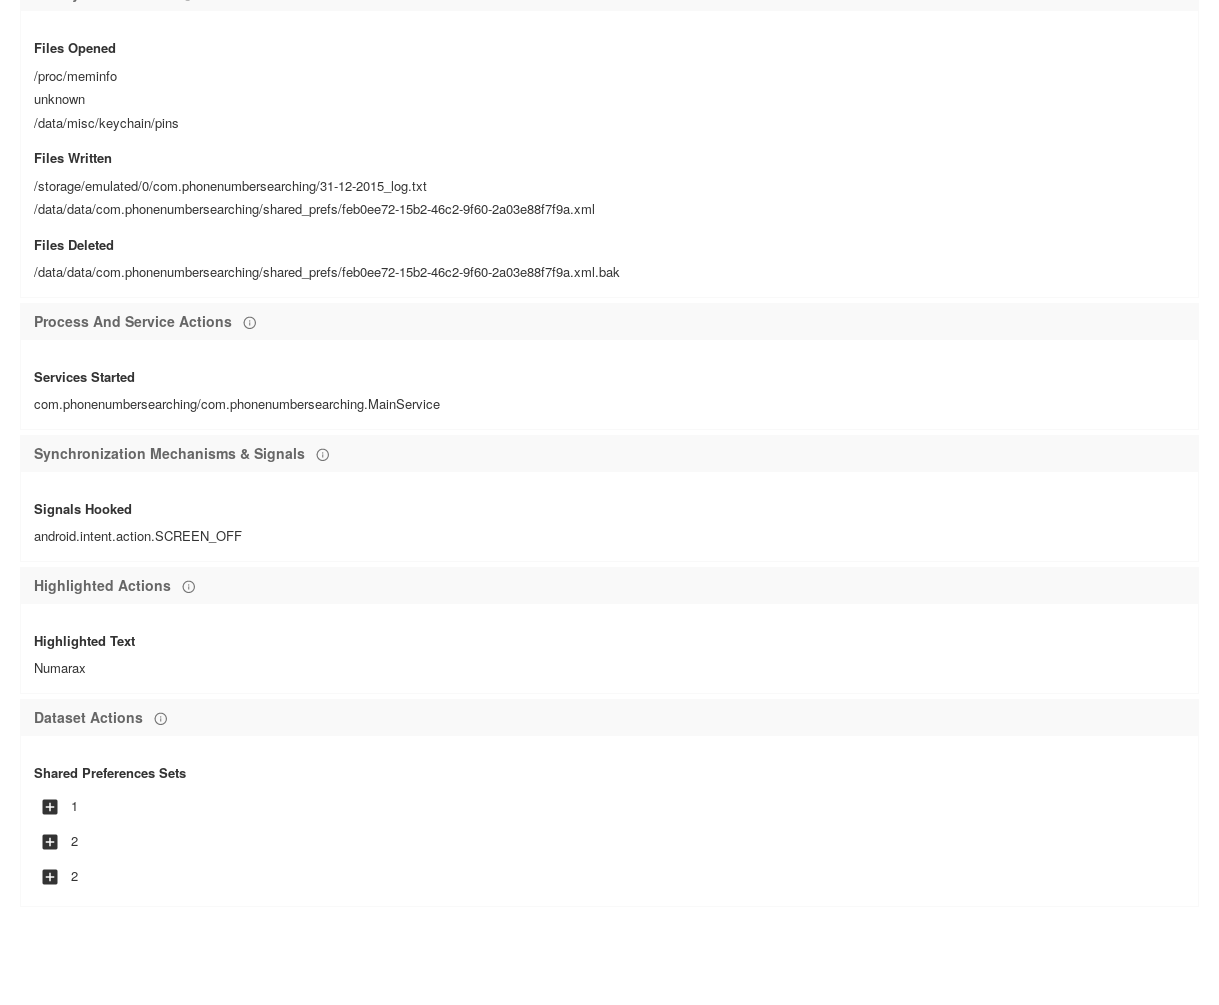 Files Opened
/proc/meminfo
unknown
/data/misc/keychain/pins
Files Written
/storage/emulated/0/com.phonenumbersearching/31-12-2015_log.txt
/data/data/com.phonenumbersearching/shared_prefs/feb0ee72-15b2-46c2-9f60-2a03e88f7f9a.xml
Files Deleted
/data/data/com.phonenumbersearching/shared_prefs/feb0ee72-15b2-46c2-9f60-2a03e88f7f9a.xml.bak
Process And Service Actions
Services Started
com.phonenumbersearching/com.phonenumbersearching.MainService
Synchronization Mechanisms & Signals
Signals Hooked
android.intent.action.SCREEN_OFF
Highlighted Actions
Highlighted Text
Numarax
Dataset Actions
Shared Preferences Sets
1
2
2